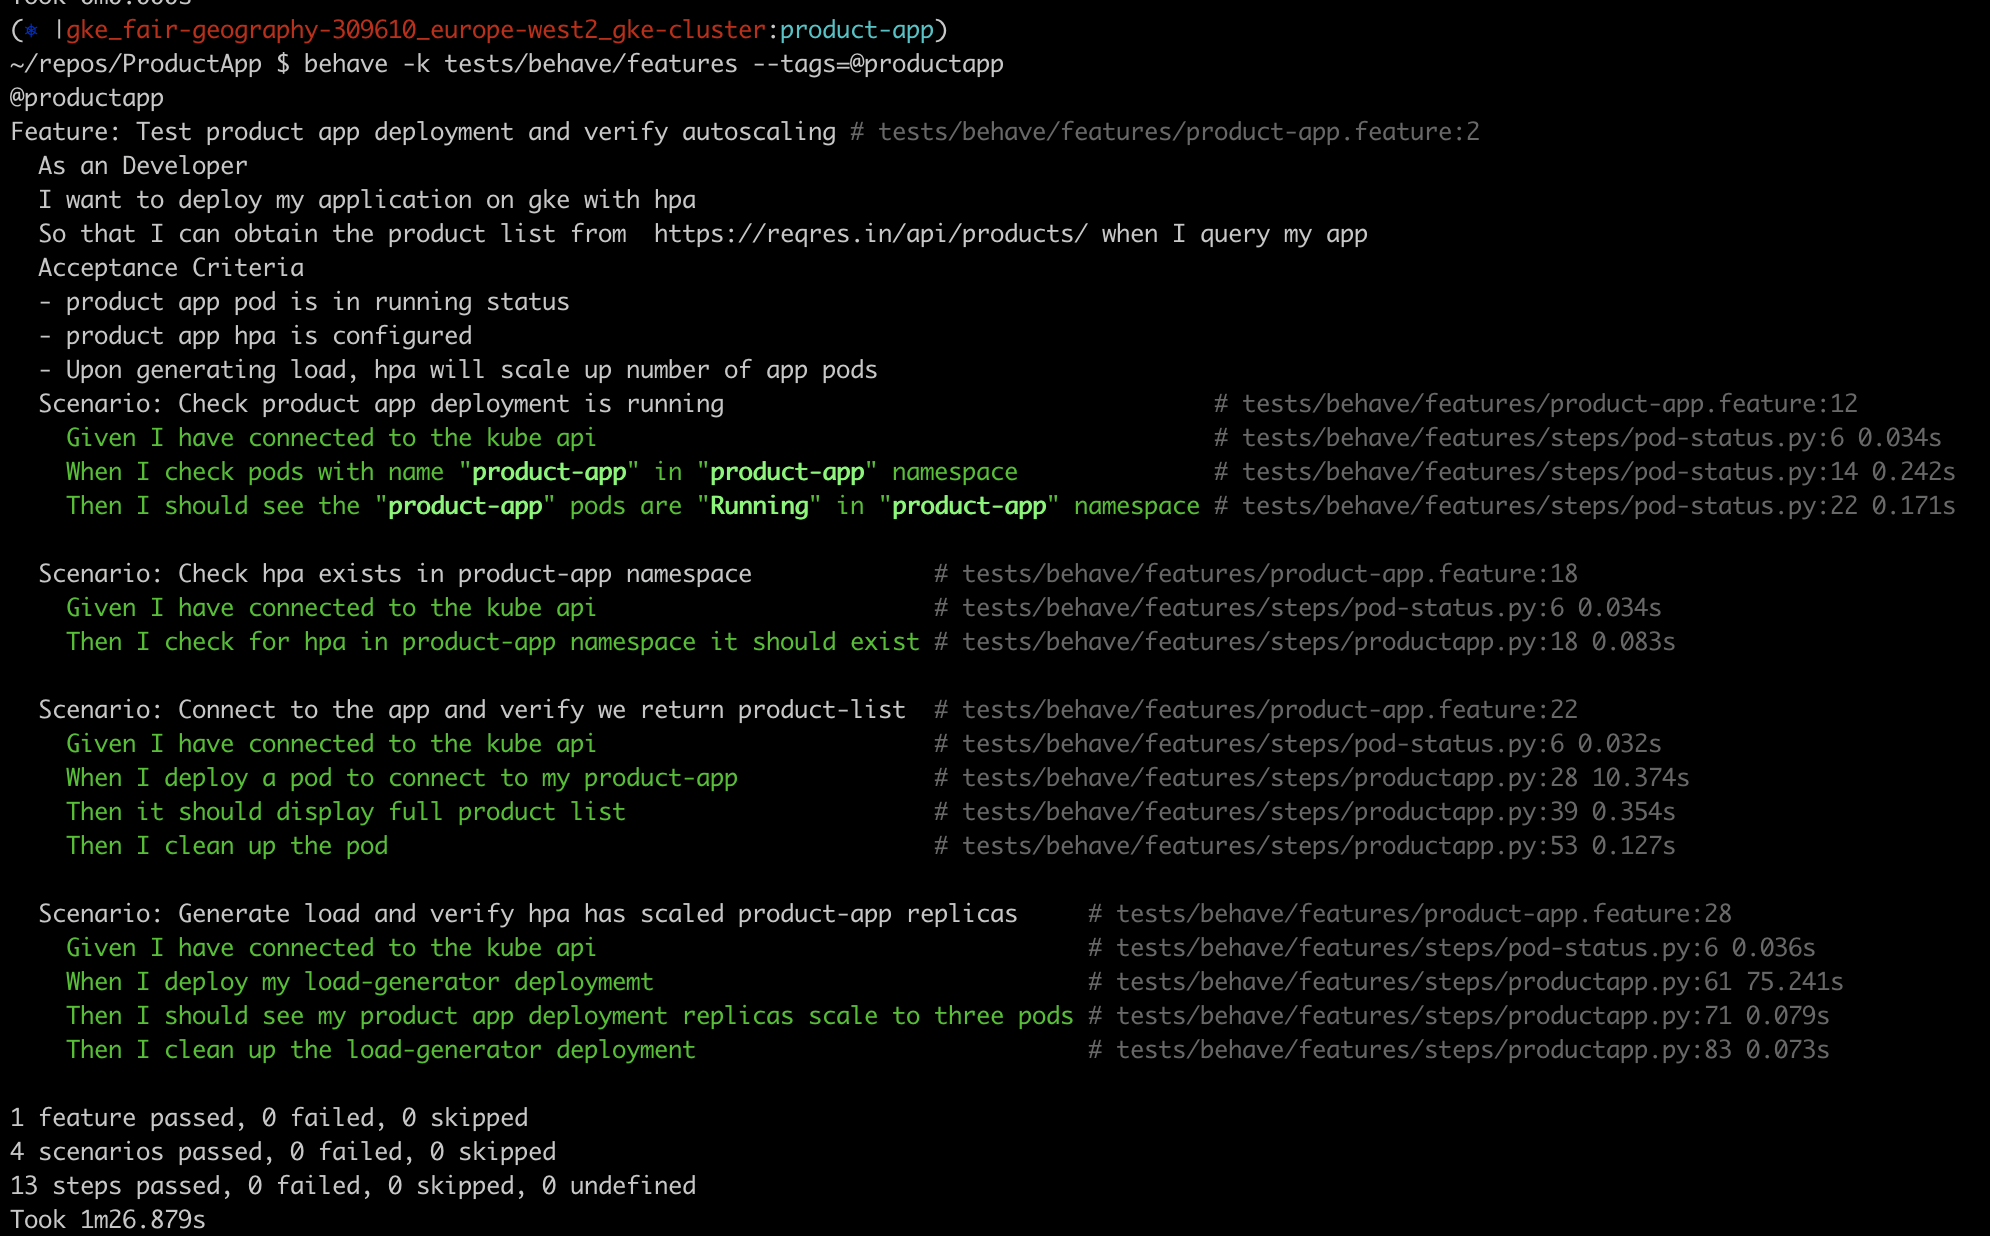 Took 0m0.000s
(⎈ |gke_fair-geography-309610_europe-west2_gke-cluster:product-app)
~/repos/ProductApp $ behave -k tests/behave/features --tags=@productapp
@productapp
Feature: Test product app deployment and verify autoscaling # tests/behave/features/product-app.feature:2
  As an Developer
  I want to deploy my application on gke with hpa
  So that I can obtain the product list from  https://reqres.in/api/products/ when I query my app
  Acceptance Criteria
  - product app pod is in running status
  - product app hpa is configured
  - Upon generating load, hpa will scale up number of app pods
  Scenario: Check product app deployment is running                                   # tests/behave/features/product-app.feature:12
    Given I have connected to the kube api                                            # tests/behave/features/steps/pod-status.py:6 0.034s
    When I check pods with name "product-app" in "product-app" namespace              # tests/behave/features/steps/pod-status.py:14 0.242s
    Then I should see the "product-app" pods are "Running" in "product-app" namespace # tests/behave/features/steps/pod-status.py:22 0.171s

  Scenario: Check hpa exists in product-app namespace             # tests/behave/features/product-app.feature:18
    Given I have connected to the kube api                        # tests/behave/features/steps/pod-status.py:6 0.034s
    Then I check for hpa in product-app namespace it should exist # tests/behave/features/steps/productapp.py:18 0.083s

  Scenario: Connect to the app and verify we return product-list  # tests/behave/features/product-app.feature:22
    Given I have connected to the kube api                        # tests/behave/features/steps/pod-status.py:6 0.032s
    When I deploy a pod to connect to my product-app              # tests/behave/features/steps/productapp.py:28 10.374s
    Then it should display full product list                      # tests/behave/features/steps/productapp.py:39 0.354s
    Then I clean up the pod                                       # tests/behave/features/steps/productapp.py:53 0.127s

  Scenario: Generate load and verify hpa has scaled product-app replicas     # tests/behave/features/product-app.feature:28
    Given I have connected to the kube api                                   # tests/behave/features/steps/pod-status.py:6 0.036s
    When I deploy my load-generator deploymemt                               # tests/behave/features/steps/productapp.py:61 75.241s
    Then I should see my product app deployment replicas scale to three pods # tests/behave/features/steps/productapp.py:71 0.079s
    Then I clean up the load-generator deployment                            # tests/behave/features/steps/productapp.py:83 0.073s

1 feature passed, 0 failed, 0 skipped
4 scenarios passed, 0 failed, 0 skipped
13 steps passed, 0 failed, 0 skipped, 0 undefined
Took 1m26.879s